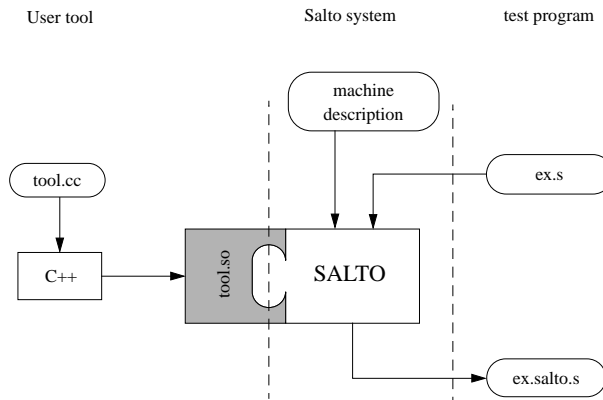 User tool
Salto system
test program
machine
description
tool.cc
ex.s
C++
tool.so
SALTO
ex.salto.s